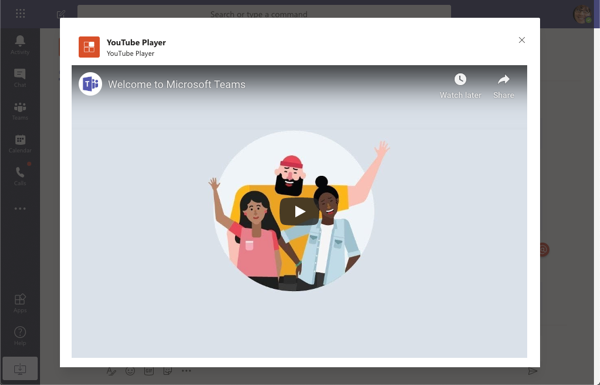 Search or type a command
YouTube Player
YouTube Player
Activity
Welcome to Microsoft Teams
Watch later
Share
Chat
Teams
Calendar
Calls
Apps
Help